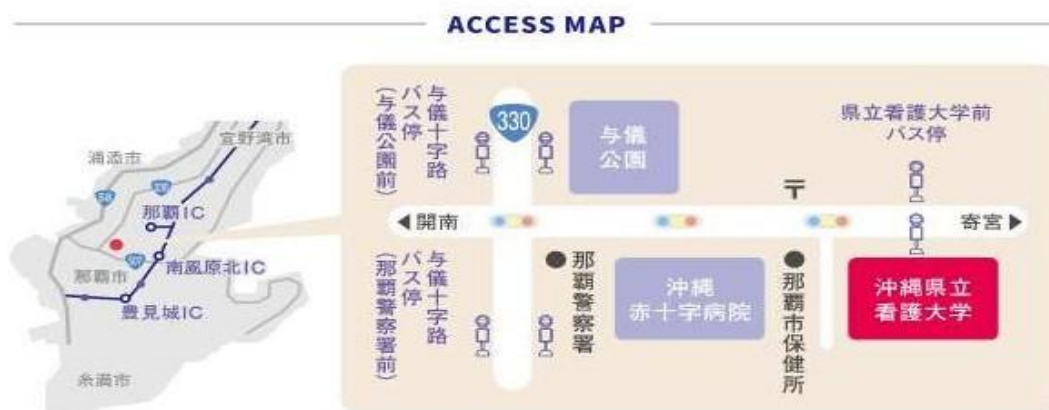 ACCESS MAP
宜野湾市
浦添市
58
330
那覇IC
那覇市
南風原北IC
豊見城IC
糸満市
与儀十字路
バス停
(与儀公園前)
330
与儀
公園
県立看護大学前
バス停
〒
◀開南
寄宮▶
与儀十字路
バス停
(那覇警察署前)
那覇警察署
沖縄
赤十字病院
那覇市保健所
沖縄県立
看護大学